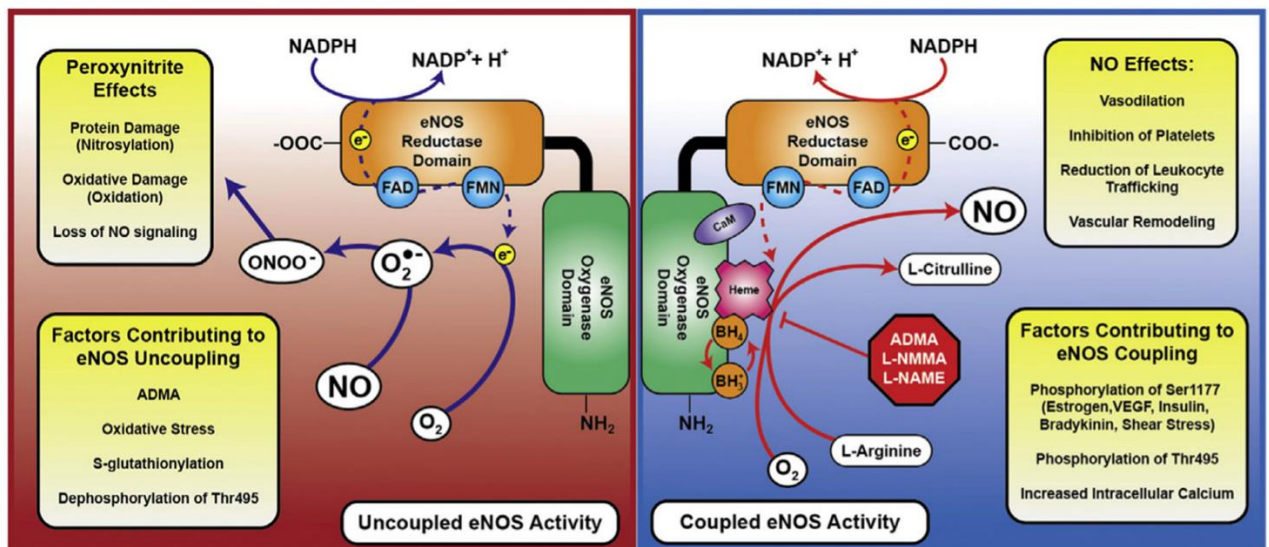 Peroxynitrite
Effects
Protein Damage
(Nitrosylation)
Oxidative Damage
(Oxidation)
Loss of NO signaling
NADPH
NADP⁺+ H⁺
-OOC
e⁻
eNOS
Reductase
Domain
FAD
FMN
e⁻
ONOO⁻
O₂•⁻
NO
O₂
eNOS
Oxygenase
Domain
NH₂
Factors Contributing to
eNOS Uncoupling
ADMA
Oxidative Stress
S-glutathionylation
Dephosphorylation of Thr495
Uncoupled eNOS Activity
NADP⁺+ H⁺
NADPH
eNOS
Reductase
Domain
e⁻
COO-
FMN
FAD
CaM
eNOS
Oxygenase
Domain
Heme
BH₄
BH₃⁺
NH₂
NO
L-Citrulline
ADMA
L-NMMA
L-NAME
L-Arginine
O₂
NO Effects:
Vasodilation
Inhibition of Platelets
Reduction of Leukocyte
Trafficking
Vascular Remodeling
Factors Contributing to
eNOS Coupling
Phosphorylation of Ser1177
(Estrogen,VEGF, Insulin,
Bradykinin, Shear Stress)
Phosphorylation of Thr495
Increased Intracellular Calcium
Coupled eNOS Activity